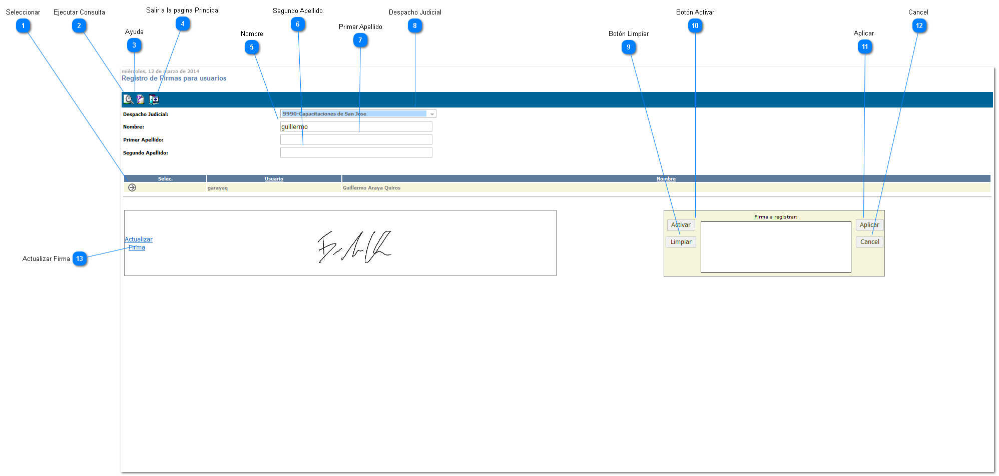 Seleccionar
1
Ejecutar Consulta
2
Ayuda
3
Salir a la pagina Principal
4
Nombre
5
Segundo Apellido
6
Primer Apellido
7
Despacho Judicial
8
Botón Limpiar
9
Botón Activar
10
Aplicar
11
Cancel
12
miércoles, 12 de marzo de 2014
Registro de Firmas para usuarios
Despacho Judicial:
9990-Capacitaciones de San Jose
Nombre:
guillermo
Primer Apellido:
Segundo Apellido:
Selec. Usuario Nombre
garayaq Guillermo Araya Quiros
Actualizar
Firma
Actualizar Firma 13
Firma a registrar:
Activar
Limpiar
Aplicar
Cancel